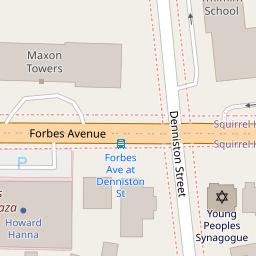 School
Maxon
Towers
Forbes Avenue
Squirrel H
Squirrel H
Denniston Street
P
Forbes
Ave at
Denniston
St
Howard
Hanna
Young
Peoples
Synagogue